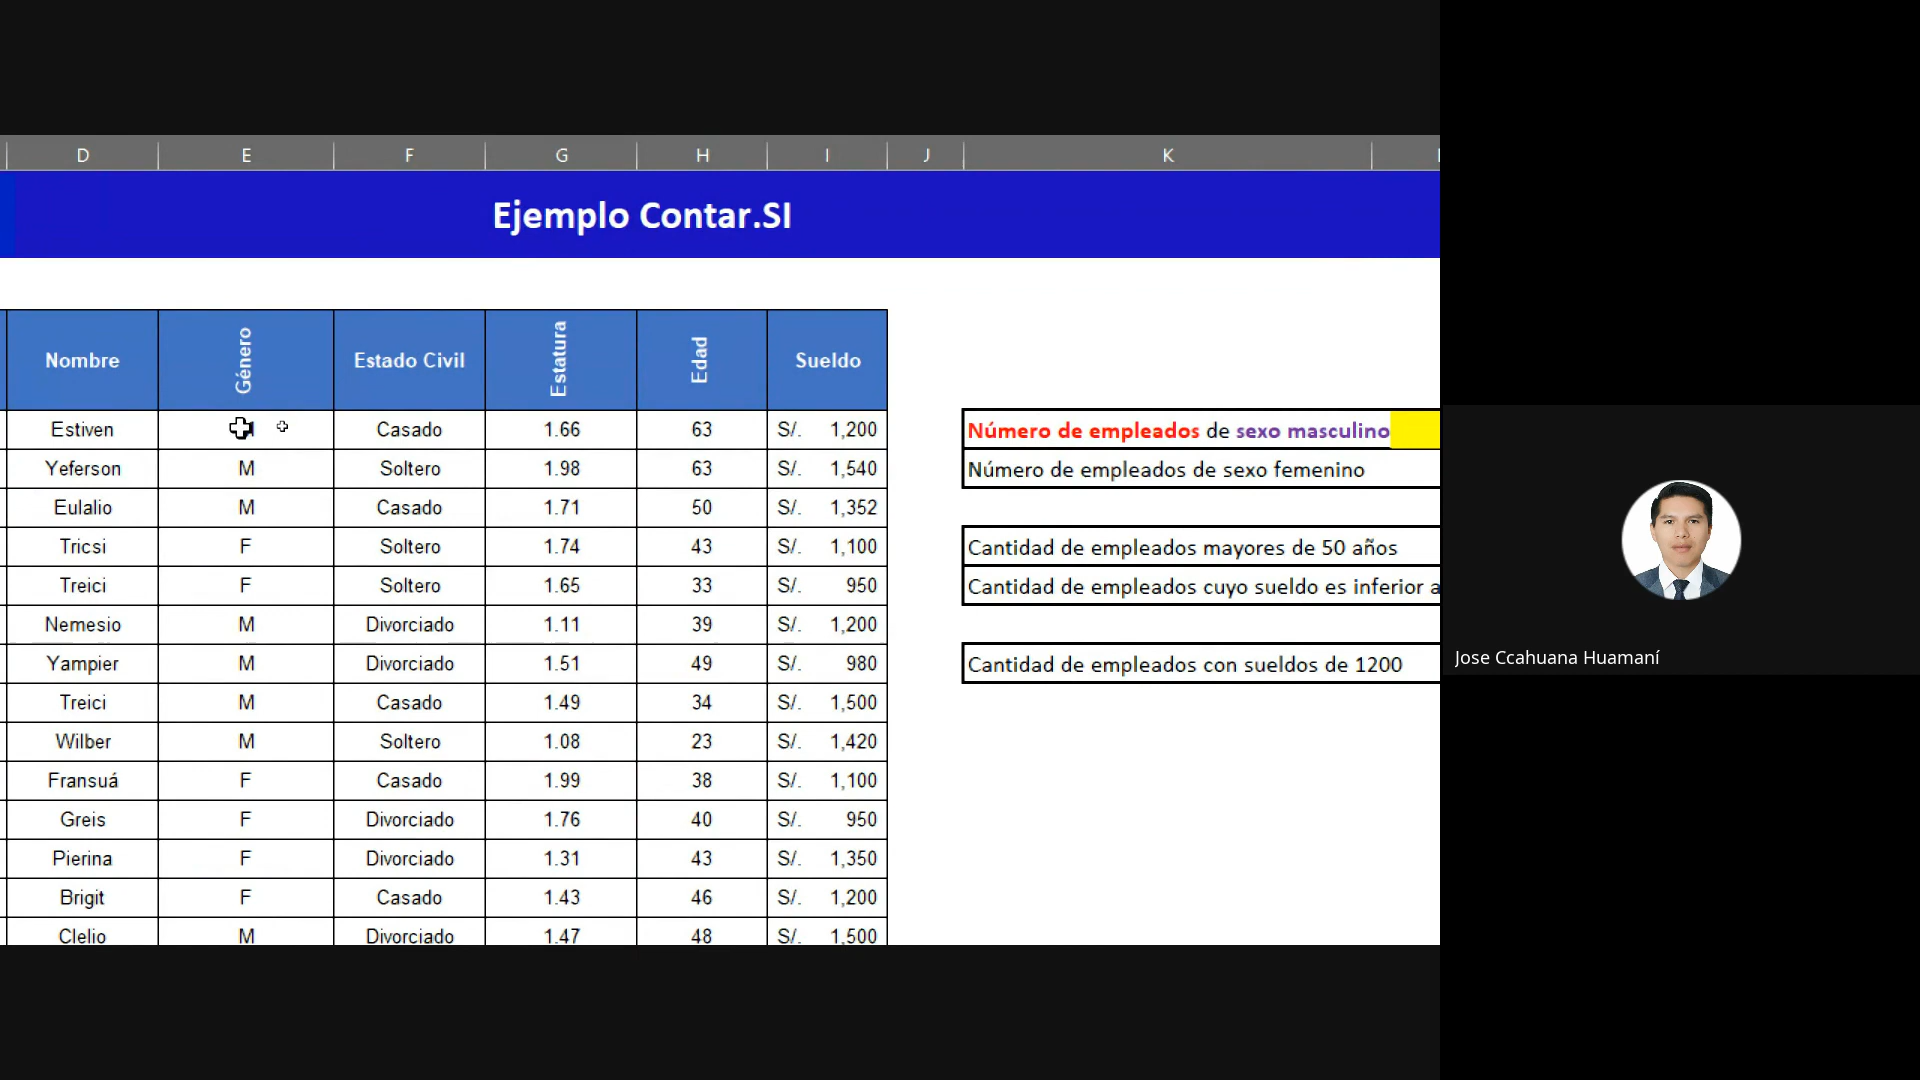 D E F G H I J K
Ejemplo Contar.SI
Nombre Género Estado Civil Estatura Edad Sueldo
Estiven Casado 1.66 63 S/. 1,200
Yeferson M Soltero 1.98 63 S/. 1,540
Eulalio M Casado 1.71 50 S/. 1,352
Tricsi F Soltero 1.74 43 S/. 1,100
Treici F Soltero 1.65 33 S/. 950
Nemesio M Divorciado 1.11 39 S/. 1,200
Yampier M Divorciado 1.51 49 S/. 980
Treici M Casado 1.49 34 S/. 1,500
Wilber M Soltero 1.08 23 S/. 1,420
Fransuá F Casado 1.99 38 S/. 1,100
Greis F Divorciado 1.76 40 S/. 950
Pierina F Divorciado 1.31 43 S/. 1,350
Brigit F Casado 1.43 46 S/. 1,200
Clelio M Divorciado 1.47 48 S/. 1,500
Número de empleados de sexo masculino
Número de empleados de sexo femenino
Cantidad de empleados mayores de 50 años
Cantidad de empleados cuyo sueldo es inferior a
Cantidad de empleados con sueldos de 1200
Jose Ccahuana Huamaní